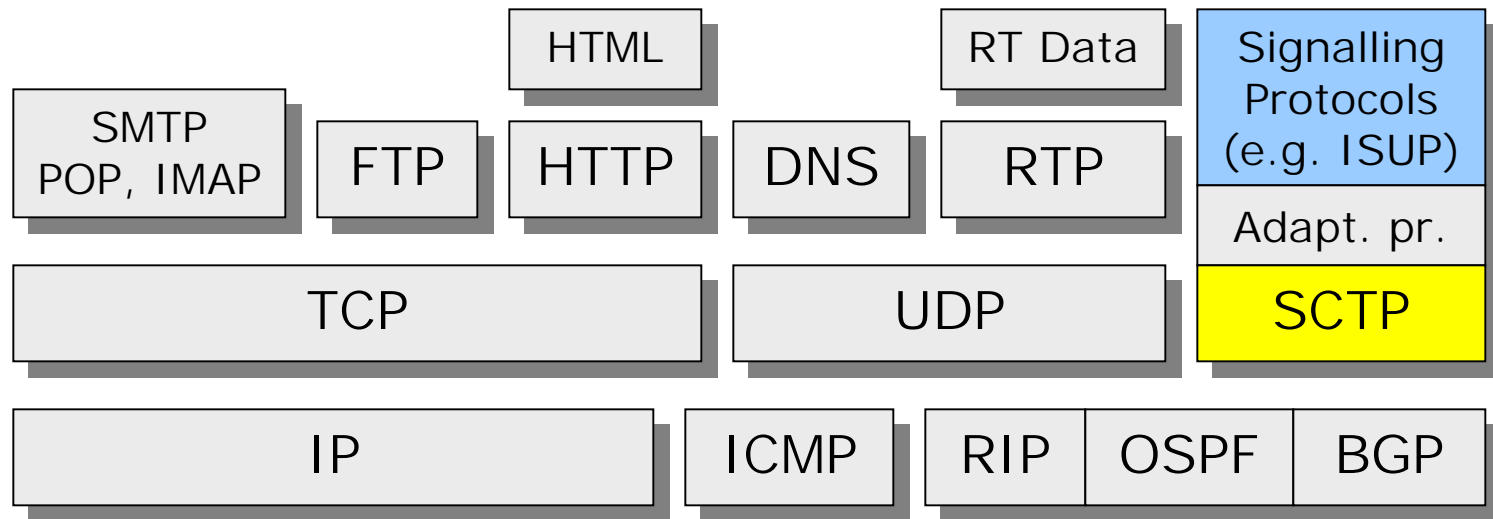 HTML
RT Data
Signalling
Protocols
(e.g. ISUP)
SMTP
POP, IMAP
FTP
HTTP
DNS
RTP
Adapt. pr.
TCP
UDP
SCTP
IP
ICMP
RIP
OSPF
BGP